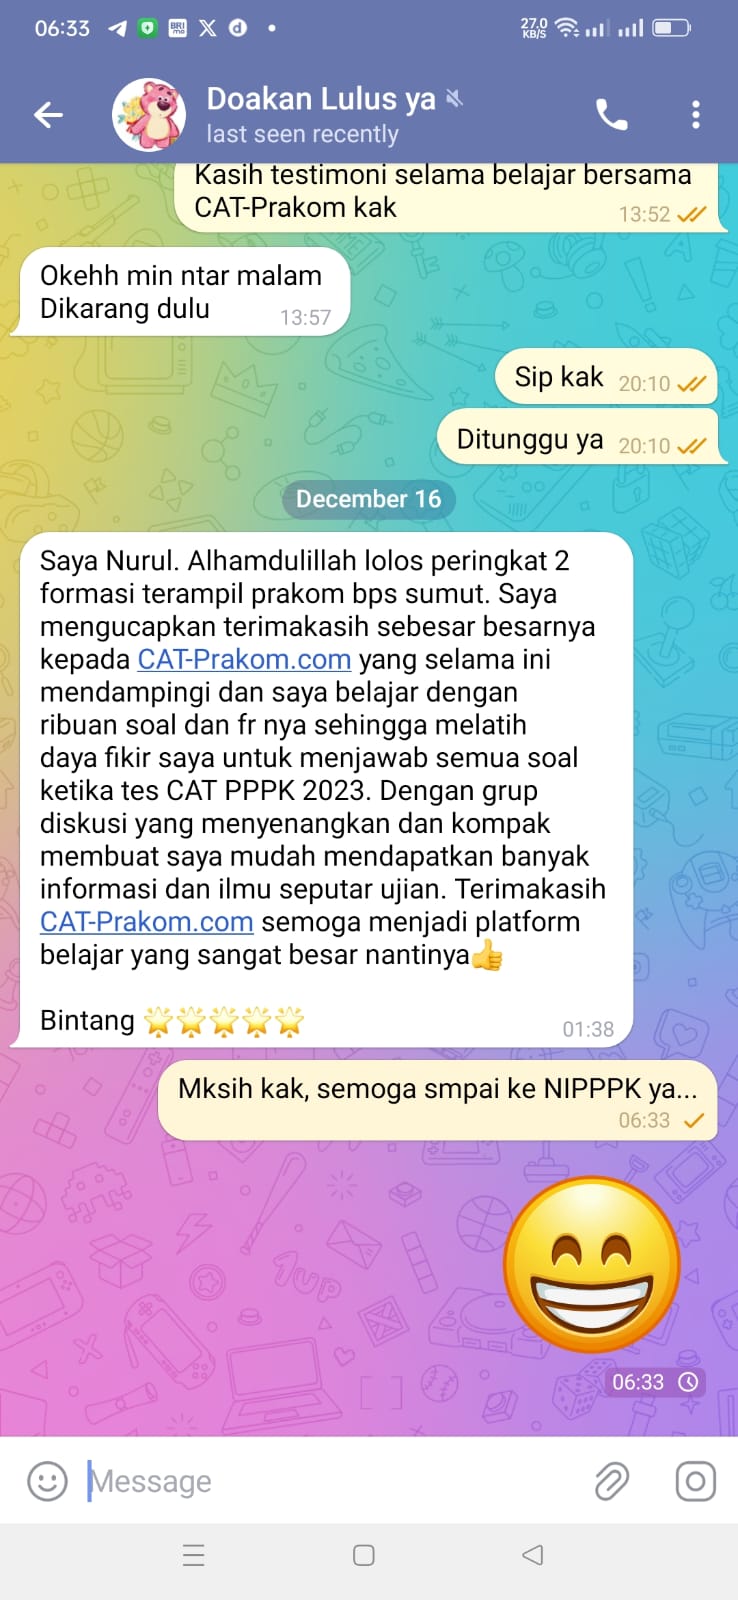 06:33
27.0
KB/S
BRI
mo
Doakan Lulus ya
last seen recently
Kasih testimoni selama belajar bersama
CAT-Prakom kak
13:52
Okehh min ntar malam
Dikarang dulu
13:57
Sip kak
20:10
Ditunggu ya
20:10
December 16
Saya Nurul. Alhamdulillah lolos peringkat 2
formasi terampil prakom bps sumut. Saya
mengucapkan terimakasih sebesar besarnya
kepada CAT-Prakom.com yang selama ini
mendampingi dan saya belajar dengan
ribuan soal dan fr nya sehingga melatih
daya fikir saya untuk menjawab semua soal
ketika tes CAT PPPK 2023. Dengan grup
diskusi yang menyenangkan dan kompak
membuat saya mudah mendapatkan banyak
informasi dan ilmu seputar ujian. Terimakasih
CAT-Prakom.com semoga menjadi platform
belajar yang sangat besar nantinya👍
Bintang 🌟🌟🌟🌟🌟
01:38
Mksih kak, semoga smpai ke NIPPPK ya...
06:33
1UP
06:33
Message